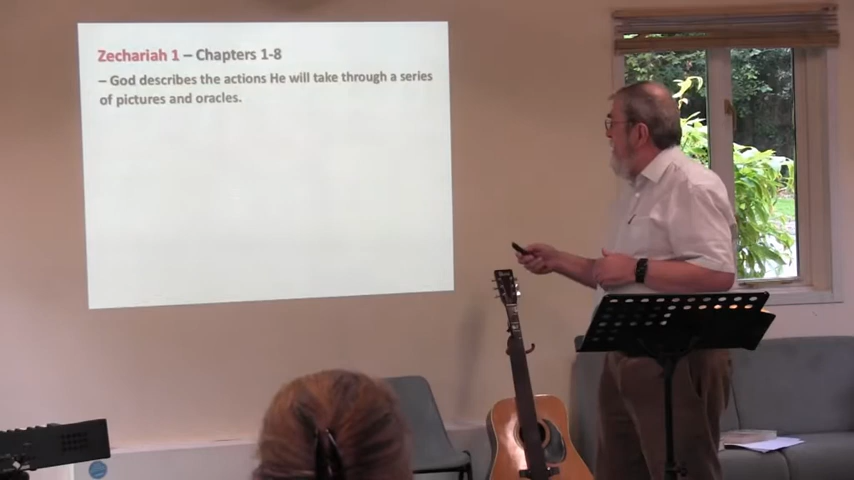 Zechariah 1 – Chapters 1-8
– God describes the actions He will take through a series
of pictures and oracles.